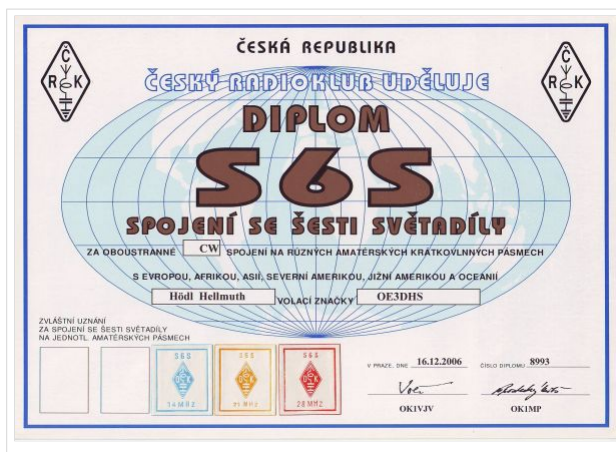 ČESKÁ REPUBLIKA
Č
R K
Č
R K
ČESKÝ RADIOKLUB UDĚLUJE
DIPLOM
S6S
SPOJENÍ SE ŠESTI SVĚTADÍLY
ZA OBOUSTRANNÉ CW SPOJENÍ NA RŮZNÝCH AMATÉRSKÝCH KRÁTKOVLNNÝCH PÁSMECH
S EVROPOU, AFRIKOU, ASIÍ, SEVERNÍ AMERIKOU, JIŽNÍ AMERIKOU A OCEÁNIÍ
Hödl Hellmuth VOLACÍ ZNAČKY OE3DHS
ZVLÁŠTNÍ UZNÁNÍ
ZA SPOJENÍ SE ŠESTI SVĚTADÍLY
NA JEDNOTL. AMATÉRSKÝCH PÁSMECH
S6S
14 MHZ
S6S
21 MHZ
S6S
28 MHZ
V PRAZE, DNE 16.12.2006 ČÍSLO DIPLOMU 8993
OK1VJV OK1MP